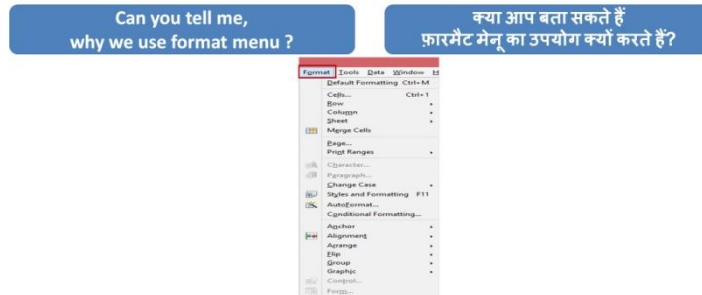 Can you tell me,
why we use format menu ?
क्या आप बता सकते हैं
फ़ारमैट मेनू का उपयोग क्यों करते हैं?
Format Tools Data Window H
Default Formatting Ctrl+M
Cells... Ctrl+1
Row
Column
Sheet
Merge Cells
Page...
Print Ranges
Character...
Paragraph...
Change Case
Styles and Formatting F11
AutoFormat...
Conditional Formatting...
Anchor
Alignment
Arrange
Flip
Group
Graphic
Control...
Form...